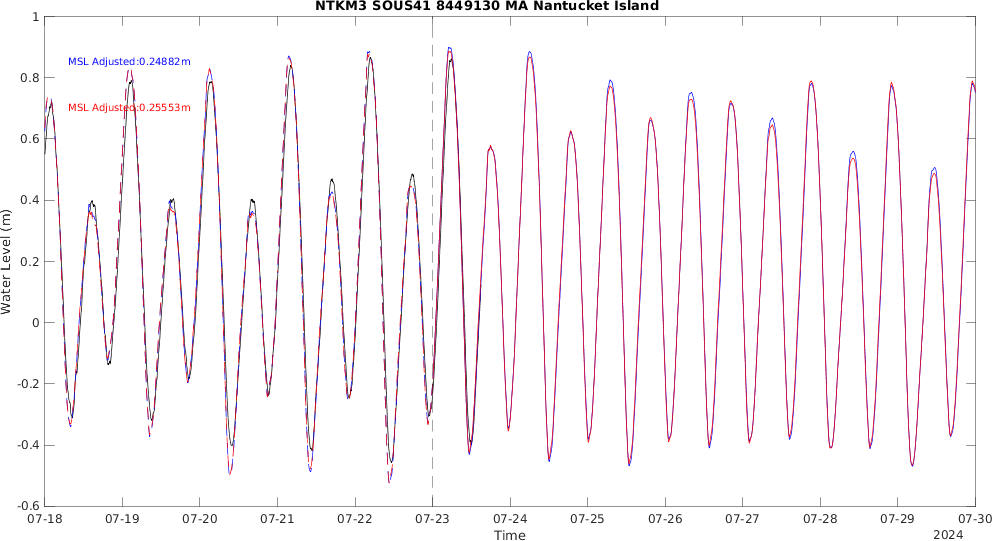 NTKM3 SOUS41 8449130 MA Nantucket Island
1
MSL Adjusted:0.24882m
0.8
MSL Adjusted:0.25553m
0.6
0.4
0.2
0
-0.2
-0.4
-0.6
Water Level (m)
07-18 07-19 07-20 07-21 07-22 07-23 07-24 07-25 07-26 07-27 07-28 07-29 07-30
Time
2024